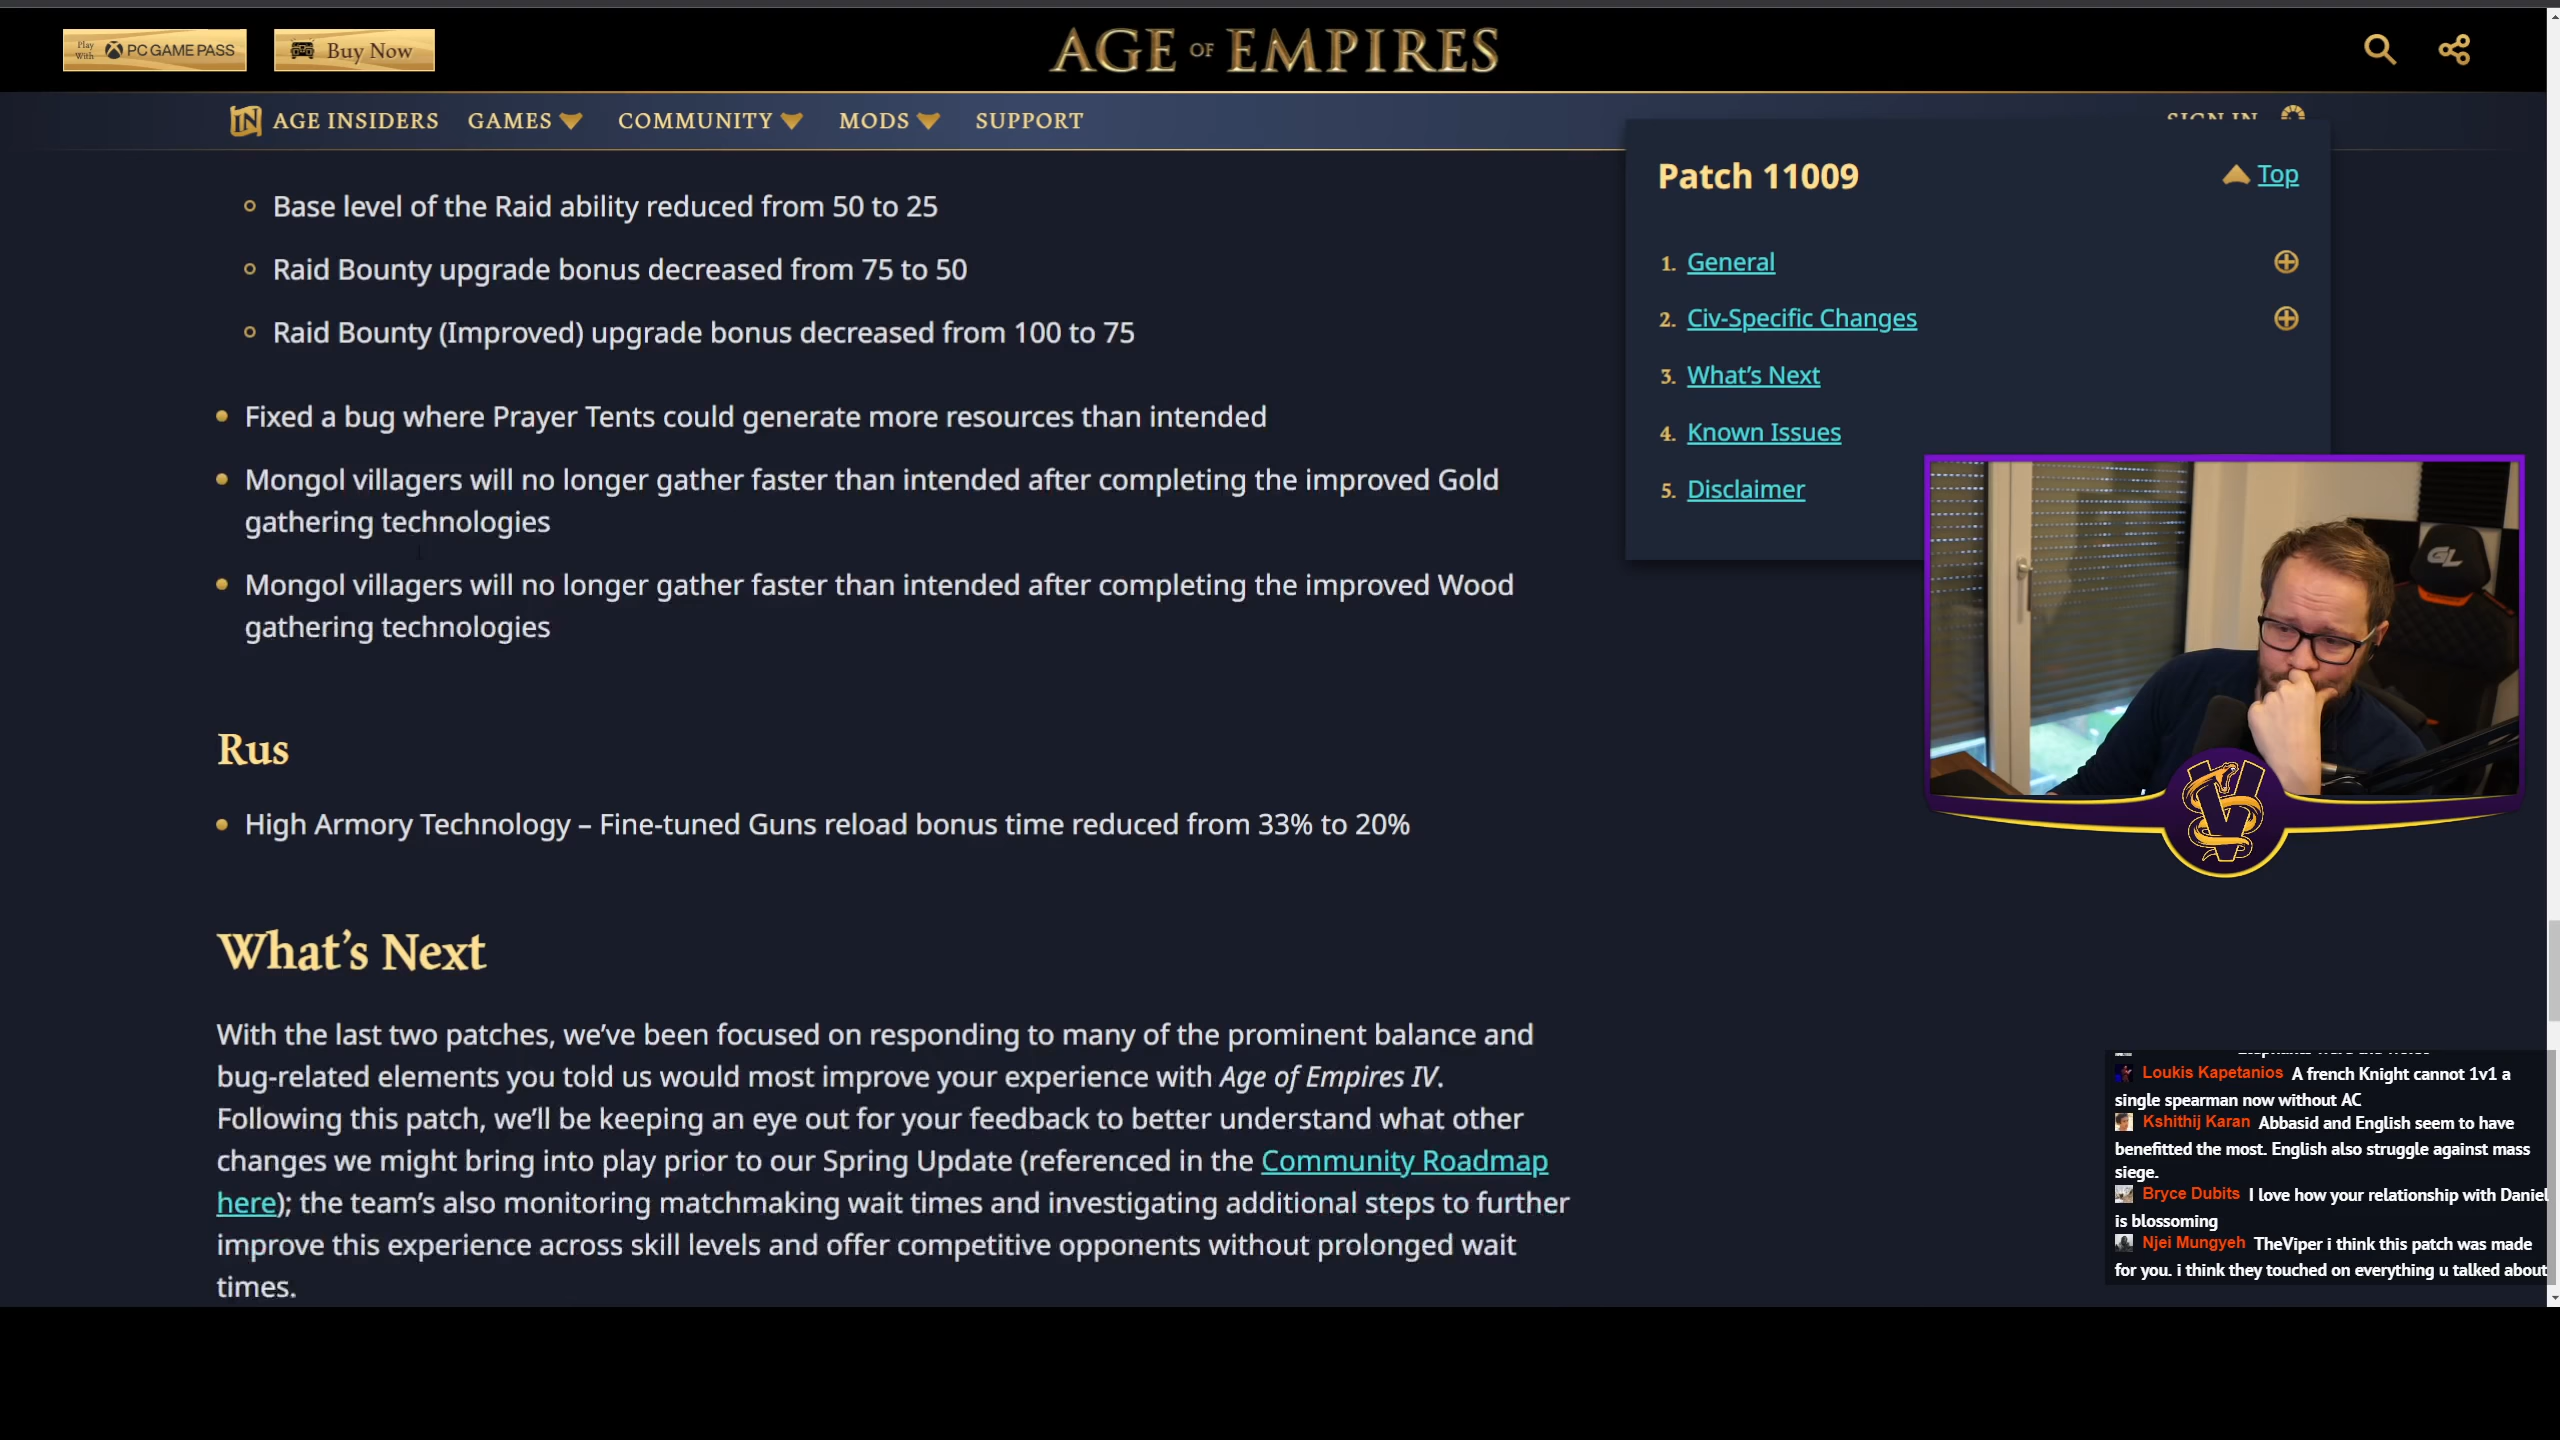 Play With PC GAME PASS
Buy Now
AGE OF EMPIRES
IN AGE INSIDERS
GAMES
COMMUNITY
MODS
SUPPORT
SIGN IN
Base level of the Raid ability reduced from 50 to 25
Raid Bounty upgrade bonus decreased from 75 to 50
Raid Bounty (Improved) upgrade bonus decreased from 100 to 75
Fixed a bug where Prayer Tents could generate more resources than intended
Mongol villagers will no longer gather faster than intended after completing the improved Gold
gathering technologies
Mongol villagers will no longer gather faster than intended after completing the improved Wood
gathering technologies
Rus
High Armory Technology – Fine-tuned Guns reload bonus time reduced from 33% to 20%
What's Next
With the last two patches, we've been focused on responding to many of the prominent balance and
bug-related elements you told us would most improve your experience with Age of Empires IV.
Following this patch, we'll be keeping an eye out for your feedback to better understand what other
changes we might bring into play prior to our Spring Update (referenced in the Community Roadmap
here); the team's also monitoring matchmaking wait times and investigating additional steps to further
improve this experience across skill levels and offer competitive opponents without prolonged wait
times.
Patch 11009
Top
1. General
2. Civ-Specific Changes
3. What's Next
4. Known Issues
5. Disclaimer
GL
V
Loukis Kapetanios A french Knight cannot 1v1 a
single spearman now without AC
Kshithij Karan Abbasid and English seem to have
benefitted the most. English also struggle against mass
siege.
Bryce Dubits I love how your relationship with Daniel
is blossoming
Njei Mungyeh TheViper i think this patch was made
for you. i think they touched on everything u talked about